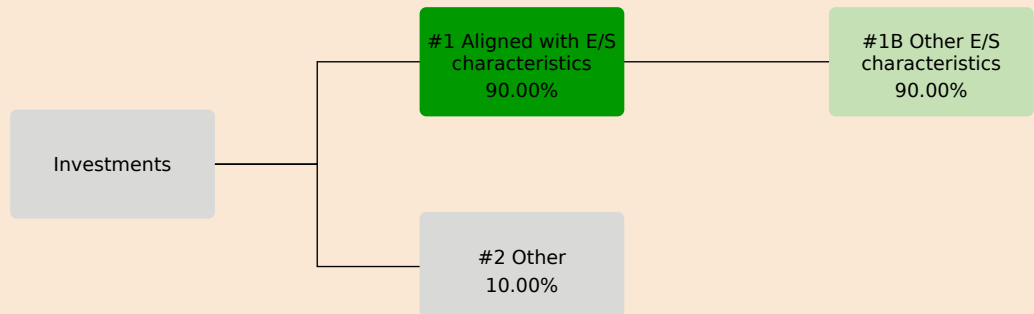 #1 Aligned with E/S
characteristics
90.00%
#1B Other E/S
characteristics
90.00%
Investments
#2 Other
10.00%